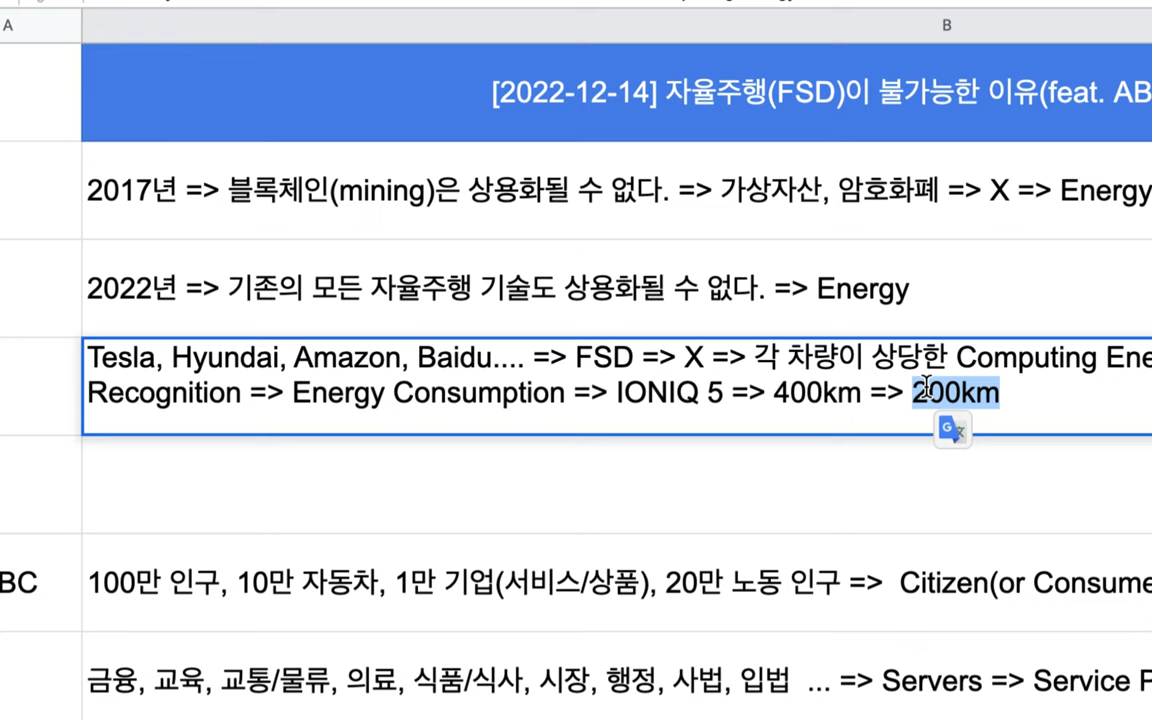 A
B
[2022-12-14] 자율주행(FSD)이 불가능한 이유(feat. AB
2017년 => 블록체인(mining)은 상용화될 수 없다. => 가상자산, 암호화폐 => X => Energy
2022년 => 기존의 모든 자율주행 기술도 상용화될 수 없다. => Energy
Tesla, Hyundai, Amazon, Baidu.... => FSD => X => 각 차량이 상당한 Computing Ene
Recognition => Energy Consumption => IONIQ 5 => 400km => 200km
BC
100만 인구, 10만 자동차, 1만 기업(서비스/상품), 20만 노동 인구 => Citizen(or Consume
금융, 교육, 교통/물류, 의료, 식품/식사, 시장, 행정, 사법, 입법 ... => Servers => Service P